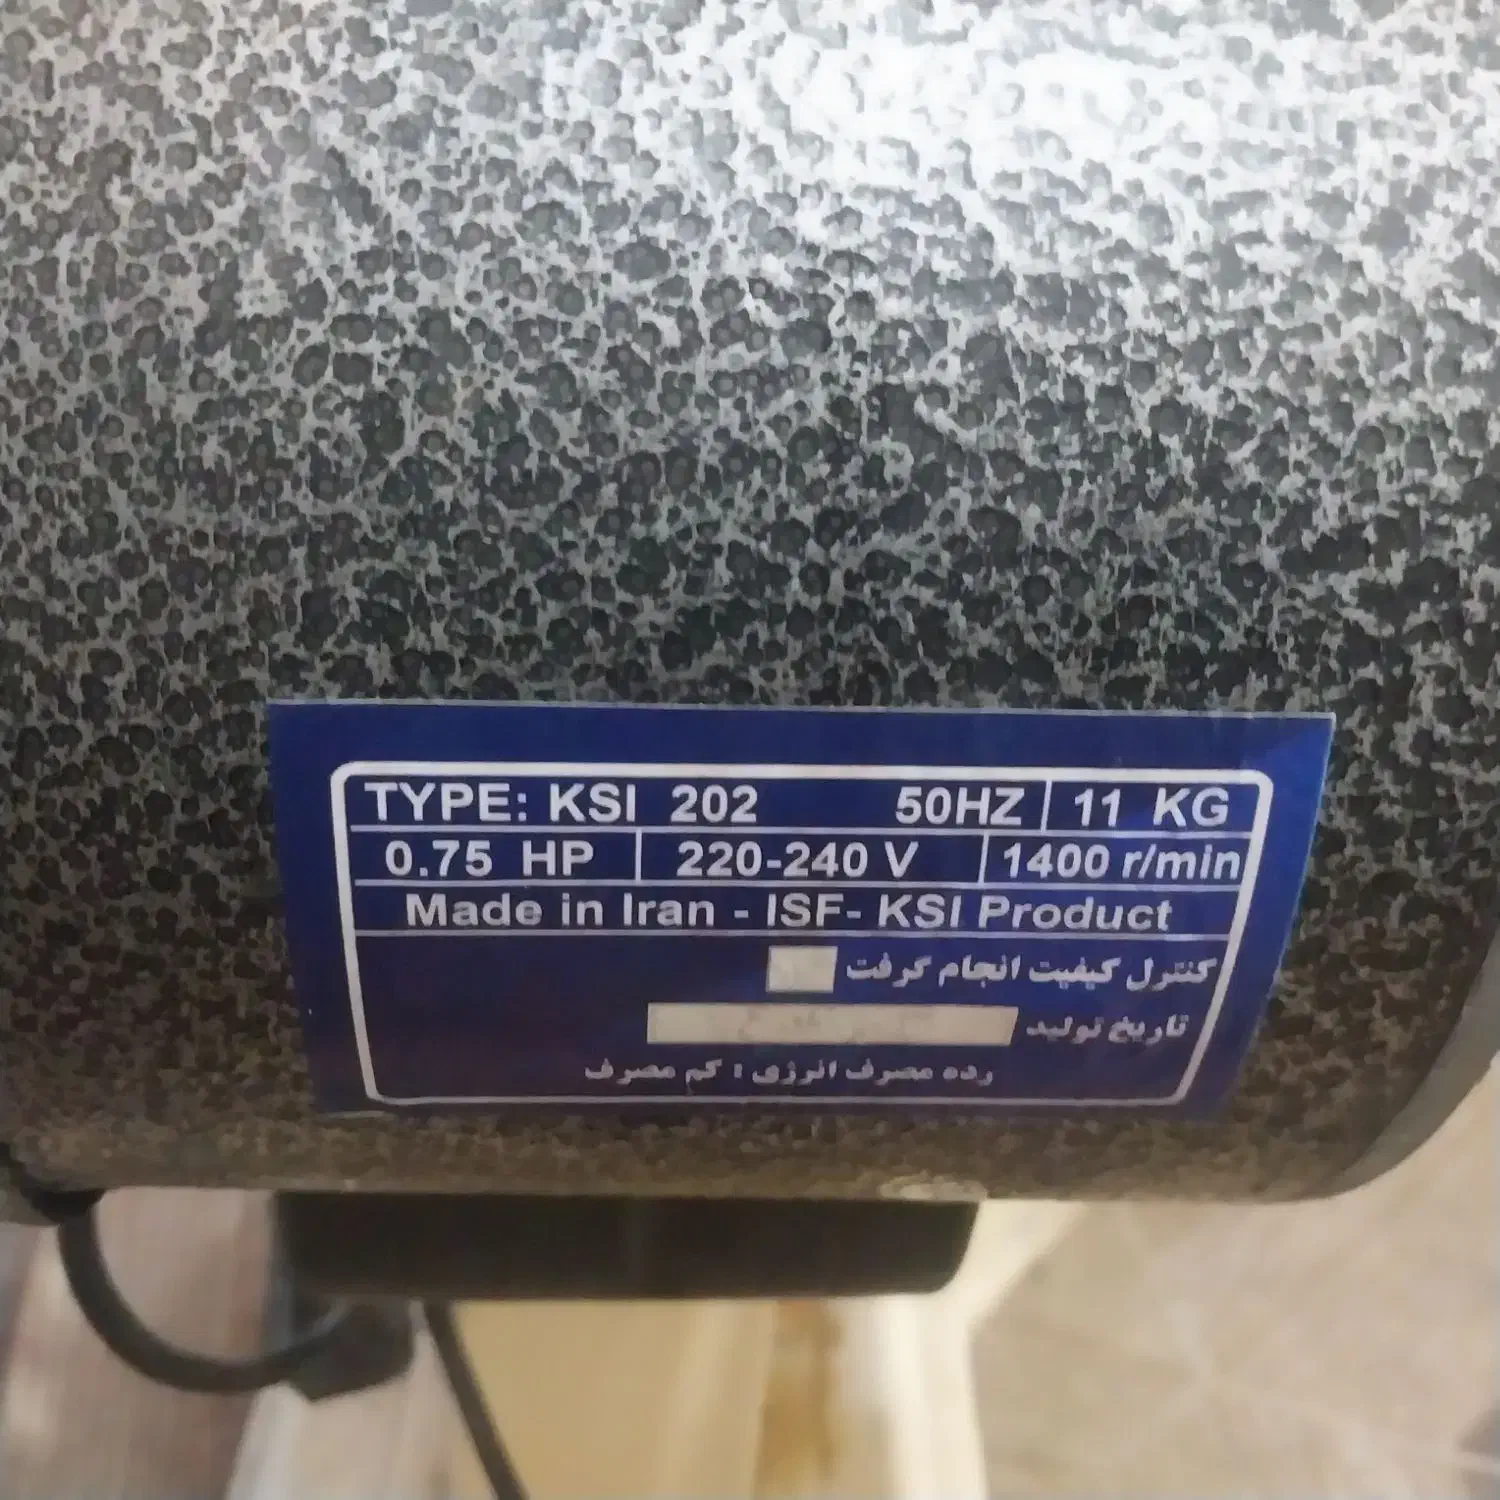 TYPE: KSI 202 50HZ 11 KG
0.75 HP 220-240 V 1400 r/min
Made in Iran - ISF- KSI Product
کنترل کیفیت انجام گرفت
تاریخ تولید
رده مصرف انرژی : کم مصرف